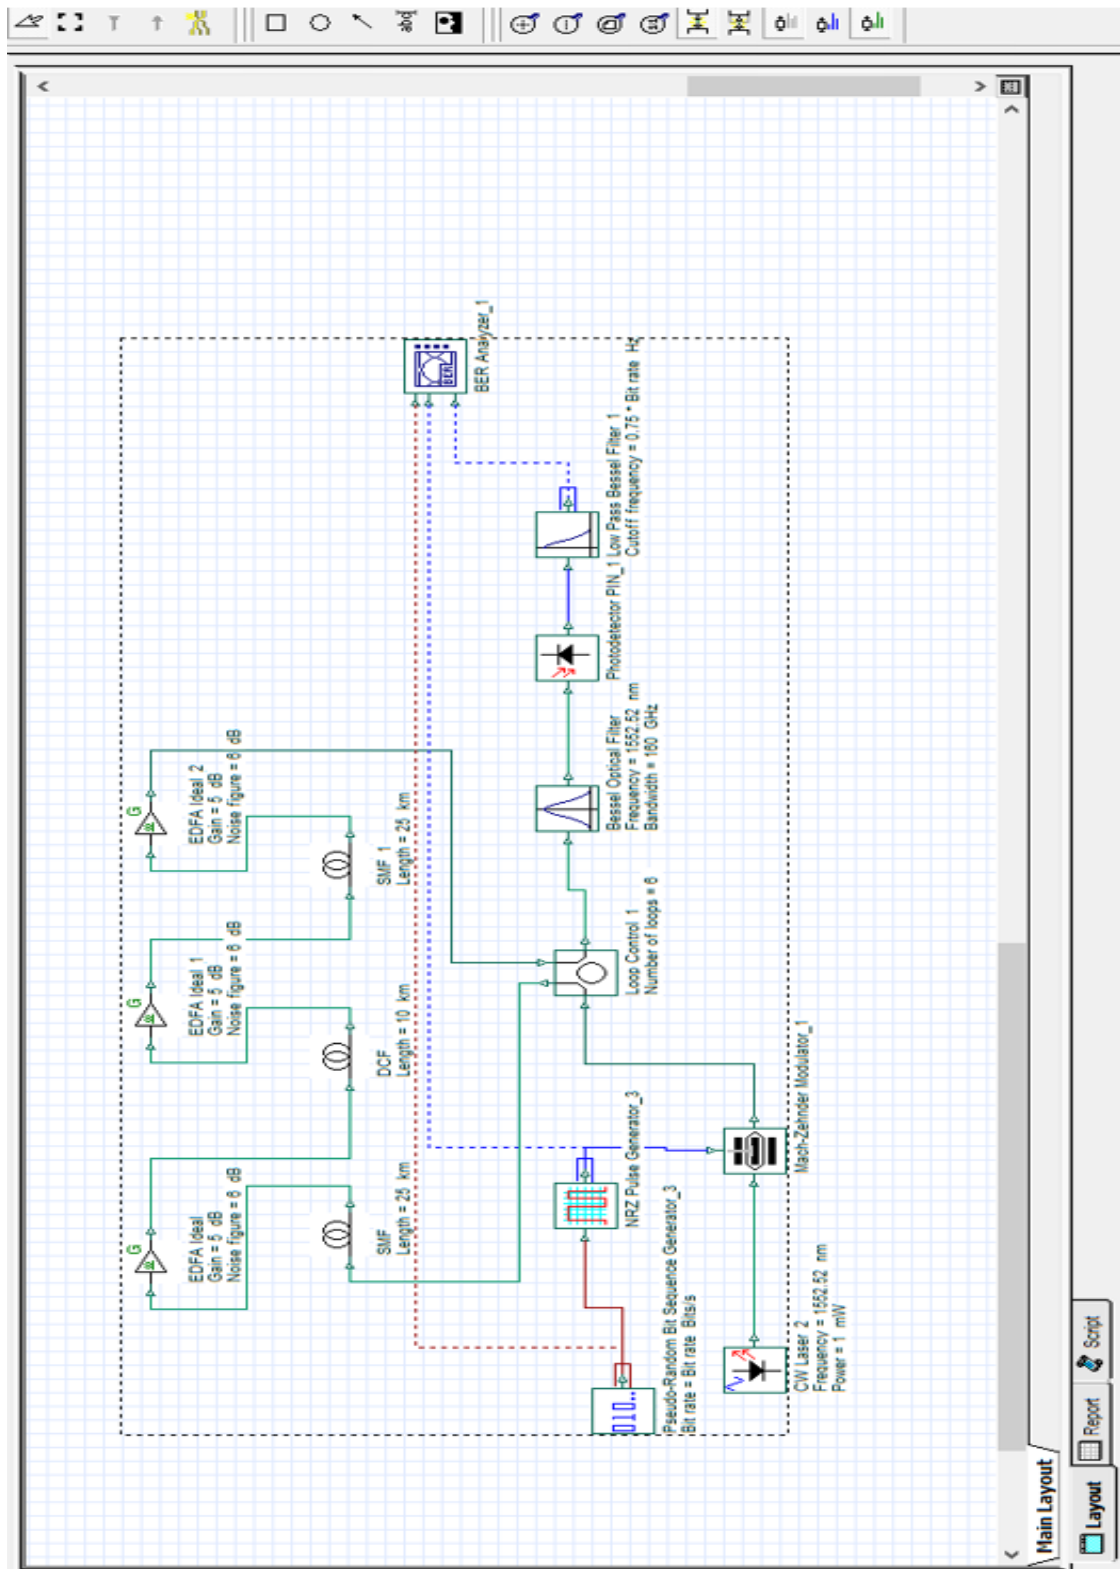 EDFA Ideal
Gain = 5 dB
Noise figure = 6 dB
EDFA Ideal 1
Gain = 5 dB
Noise figure = 6 dB
EDFA Ideal 2
Gain = 5 dB
Noise figure = 6 dB
SMF
Length = 25 km
DCF
Length = 10 km
SMF 1
Length = 25 km
BER
BER Analyzer_1
Pseudo-Random Bit Sequence Generator_3
Bit rate = Bit rate Bits/s
NRZ Pulse Generator_3
Loop Control 1
Number of loops = 6
Bessel Optical Filter
Frequency = 1552.52 nm
Bandwidth = 160 GHz
Photodetector PIN_1
Low Pass Bessel Filter 1
Cutoff frequency = 0.75 * Bit rate Hz
CW Laser 2
Frequency = 1552.52 nm
Power = 1 mW
Mach-Zehnder Modulator_1
Main Layout
Layout
Report
Script